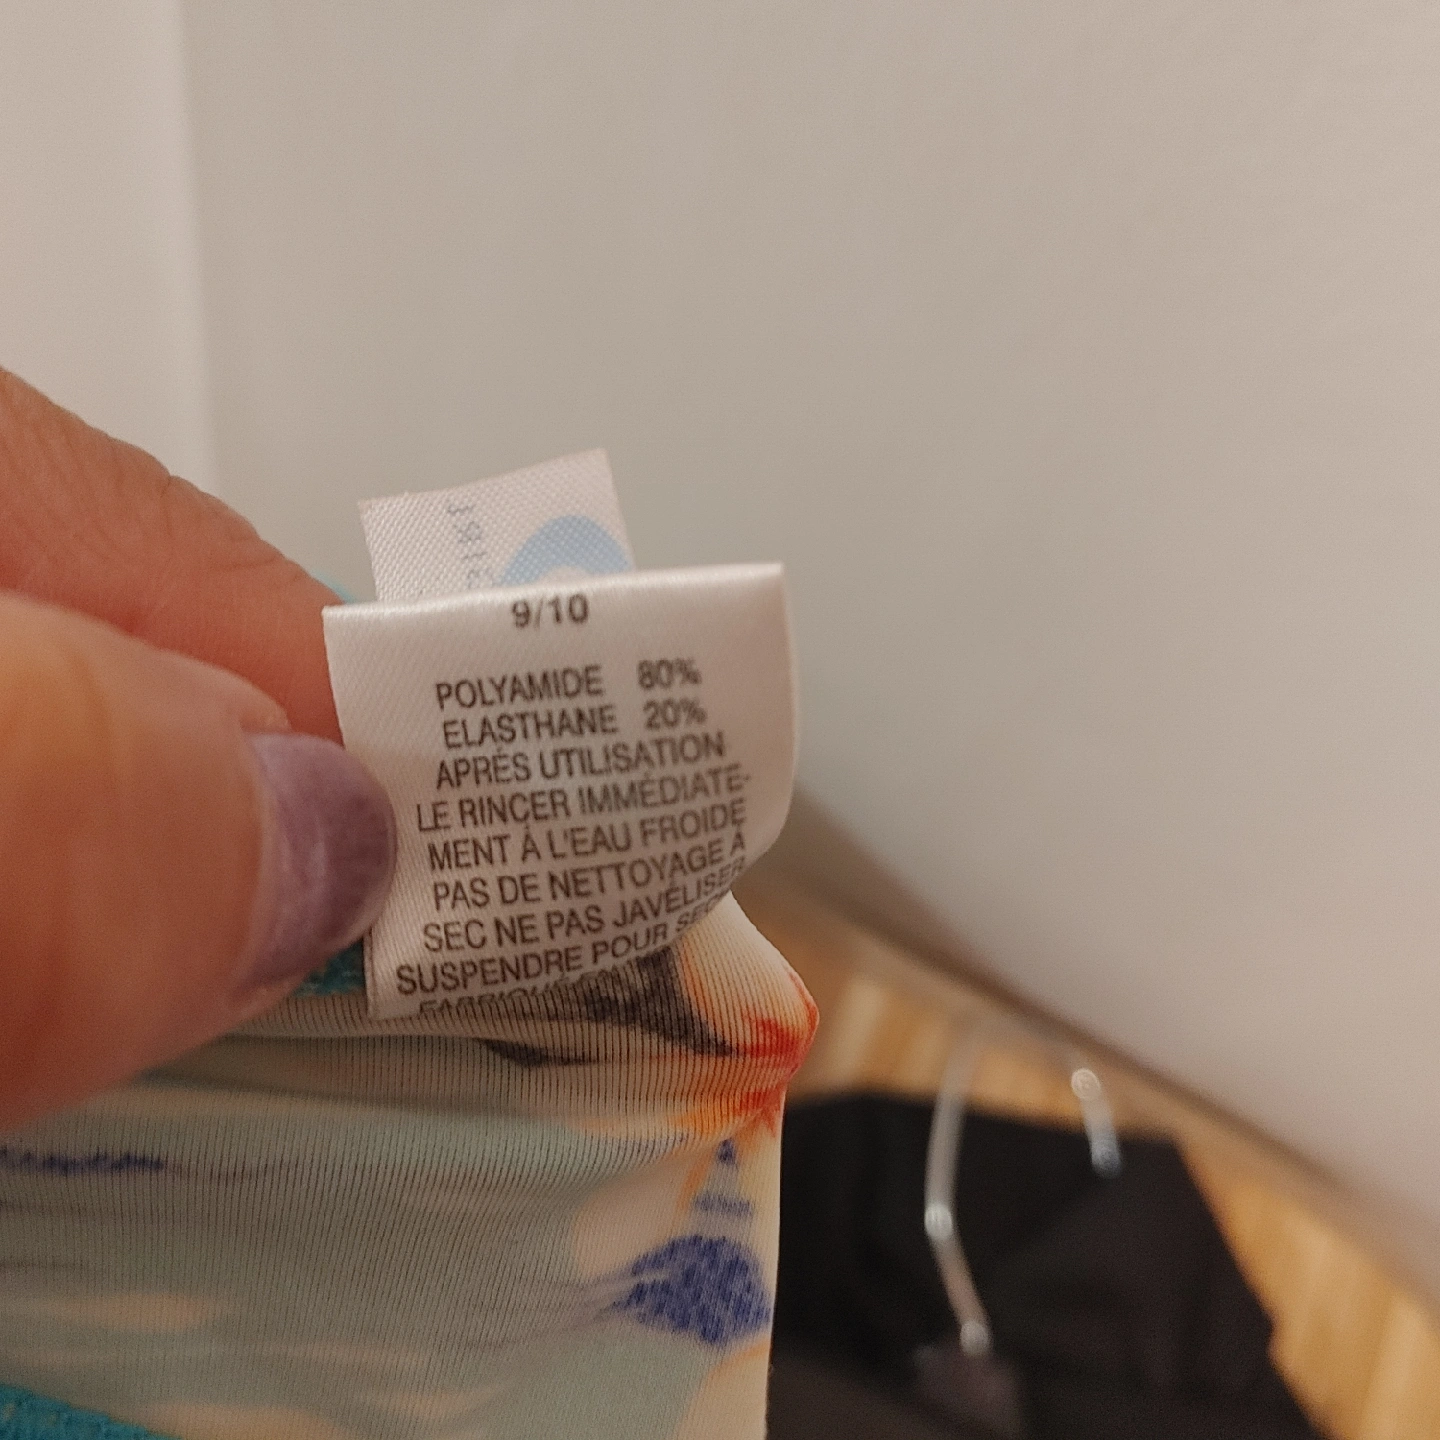 9/10
POLYAMIDE 80%
ELASTHANE 20%
APRÉS UTILISATION
LE RINCER IMMÉDIATE-
MENT À L'EAU FROIDE
PAS DE NETTOYAGE À
SEC NE PAS JAVÉLISER
SUSPENDRE POUR